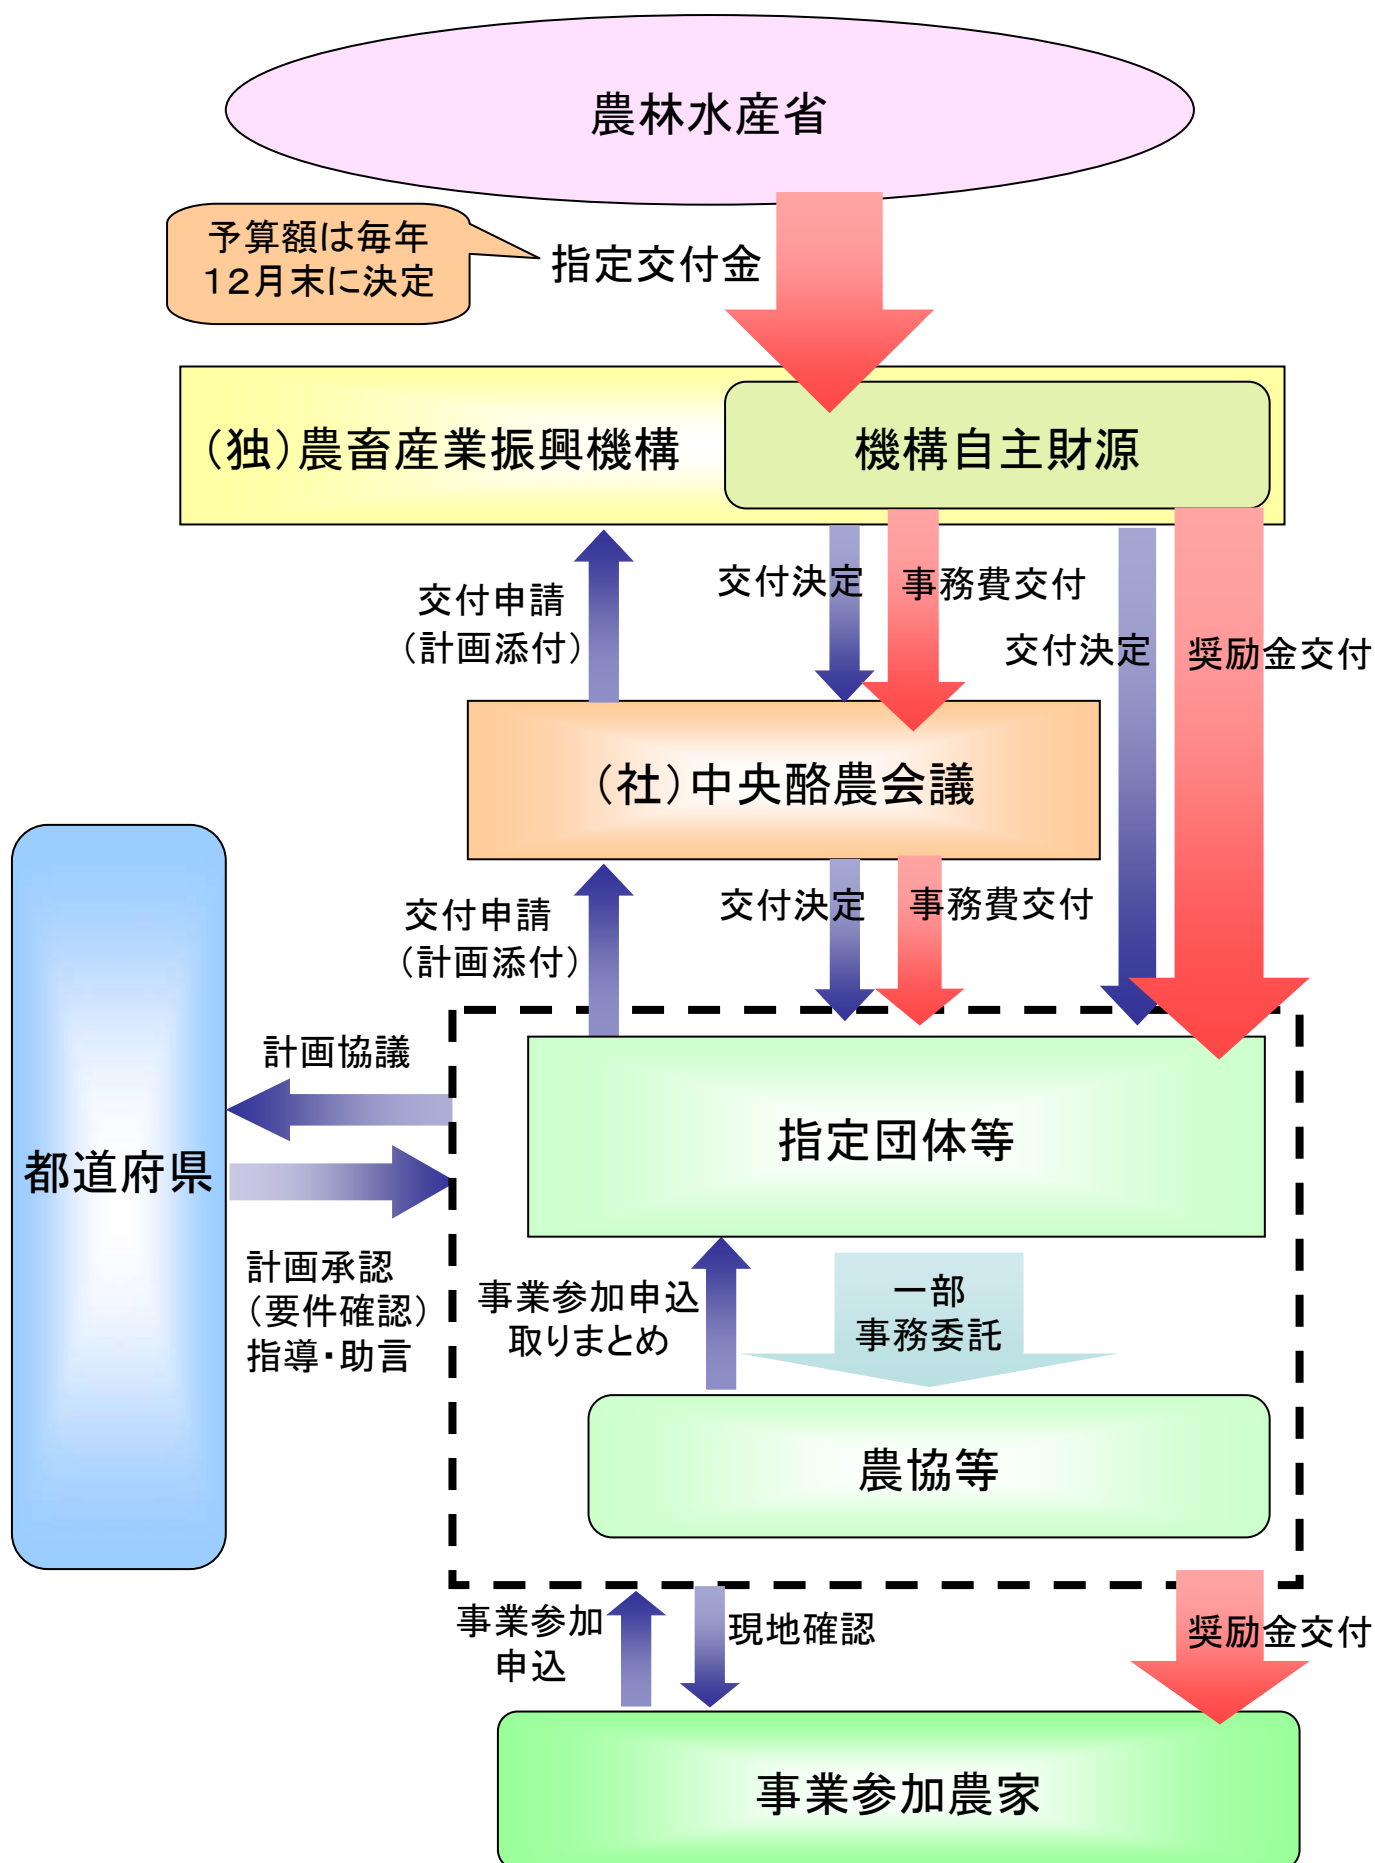 農林水産省
予算額は毎年
12月末に決定
指定交付金
（独）農畜産業振興機構
機構自主財源
交付申請
（計画添付）
交付決定
事務費交付
交付決定
奨励金交付
（社）中央酪農会議
交付申請
（計画添付）
交付決定
事務費交付
計画協議
都道府県
計画承認
（要件確認）
指導・助言
指定団体等
事業参加申込
取りまとめ
一部
事務委託
農協等
事業参加
申込
現地確認
奨励金交付
事業参加農家